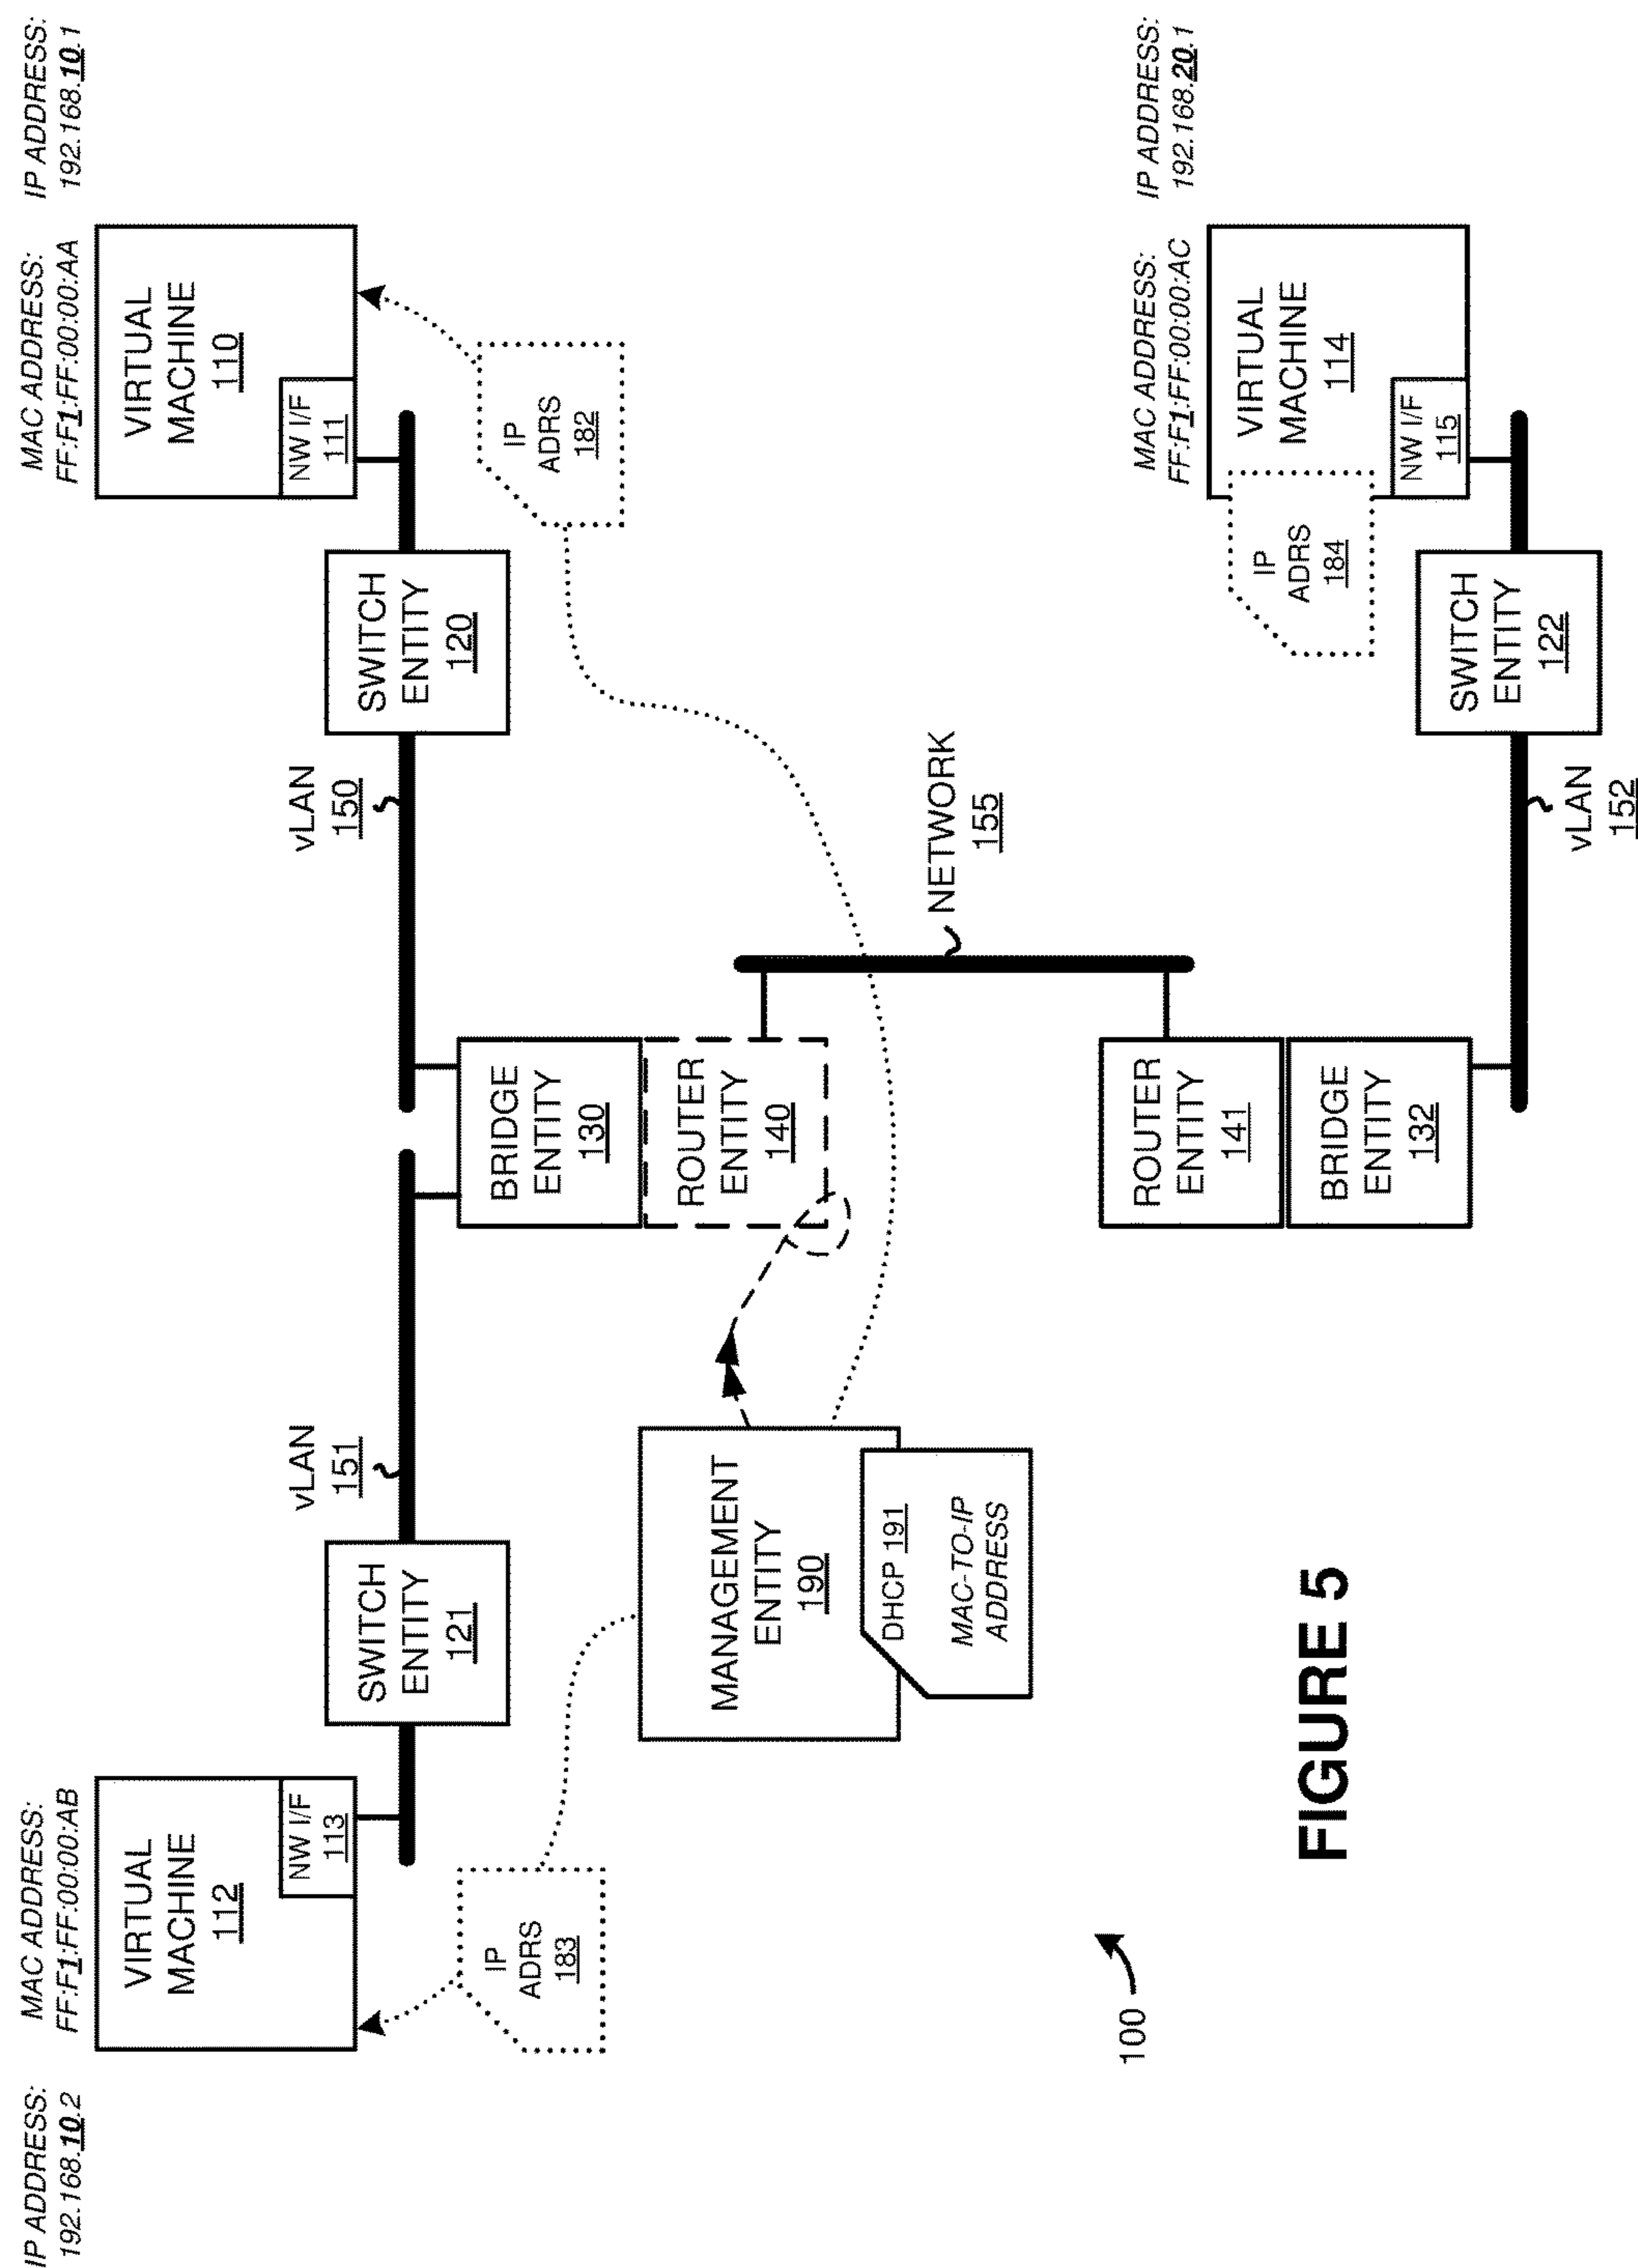 IP ADDRESS:
192.168.10.2
MAC ADDRESS:
FF:F1:FF:00:00:AB
MAC ADDRESS:
FF:F1:FF:00:00:AA
IP ADDRESS:
192.168.10.1
VIRTUAL
MACHINE
112
NW I/F
113
VIRTUAL
MACHINE
110
NW I/F
111
vLAN
151
vLAN
150
SWITCH
ENTITY
121
SWITCH
ENTITY
120
IP
ADRS
183
BRIDGE
ENTITY
130
IP
ADRS
182
MANAGEMENT
ENTITY
190
ROUTER
ENTITY
140
DHCP 191
MAC-TO-IP
ADDRESS
NETWORK
155
100
ROUTER
ENTITY
141
BRIDGE
ENTITY
132
MAC ADDRESS:
FF:F1:FF:00:00:AC
IP ADDRESS:
192.168.20.1
VIRTUAL
MACHINE
114
NW I/F
115
IP
ADRS
184
SWITCH
ENTITY
122
vLAN
152
FIGURE 5